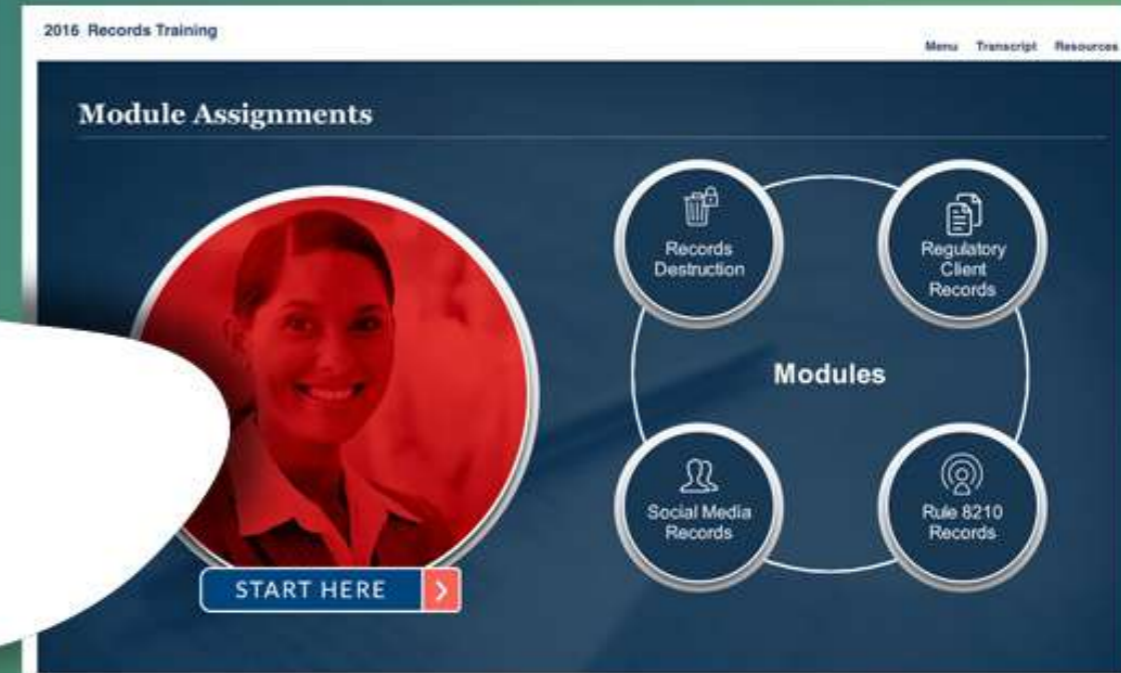 2016 Records Training
Menu Transcript Resources
Module Assignments
Records
Destruction
Regulatory
Client
Records
Modules
Social Media
Records
Rule 8210
Records
START HERE